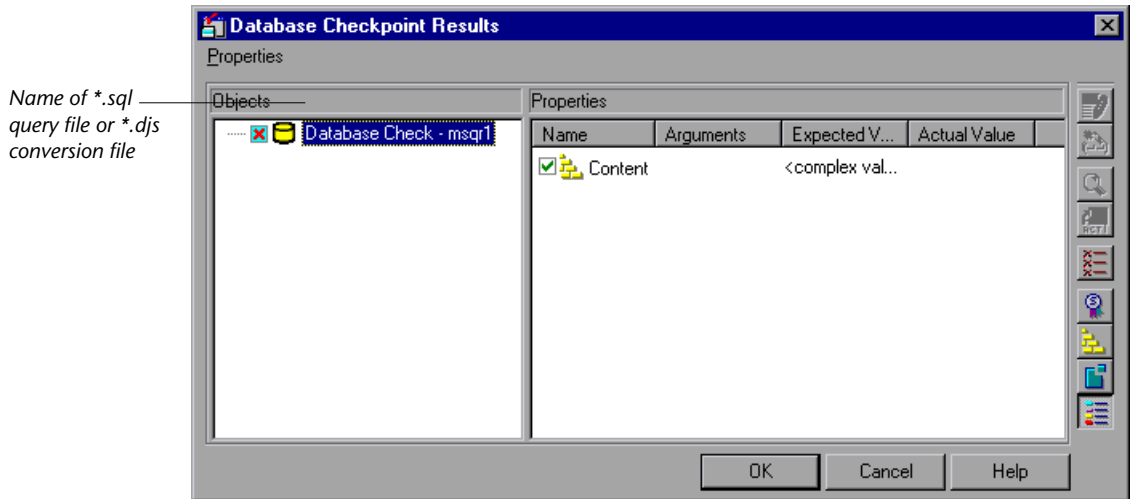 Database Checkpoint Results
Properties
Name of *.sql
query file or *.djs
conversion file
Objects
Properties
Database Check - msqr1
Name Arguments Expected V... Actual Value
Content <complex val...
ACT!
OK Cancel Help